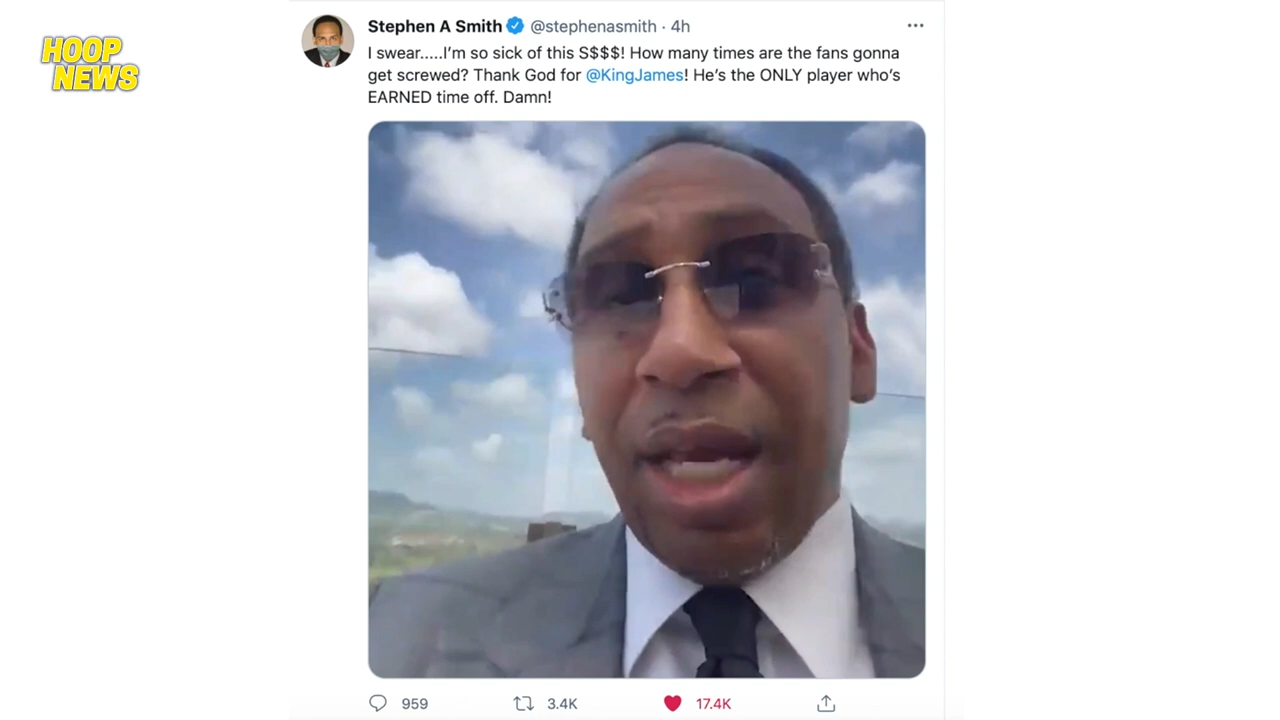 HOOP
NEWS
Stephen A Smith @stephenasmith · 4h
I swear.....I'm so sick of this S$$$! How many times are the fans gonna
get screwed? Thank God for @KingJames! He's the ONLY player who's
EARNED time off. Damn!
959 3.4K 17.4K